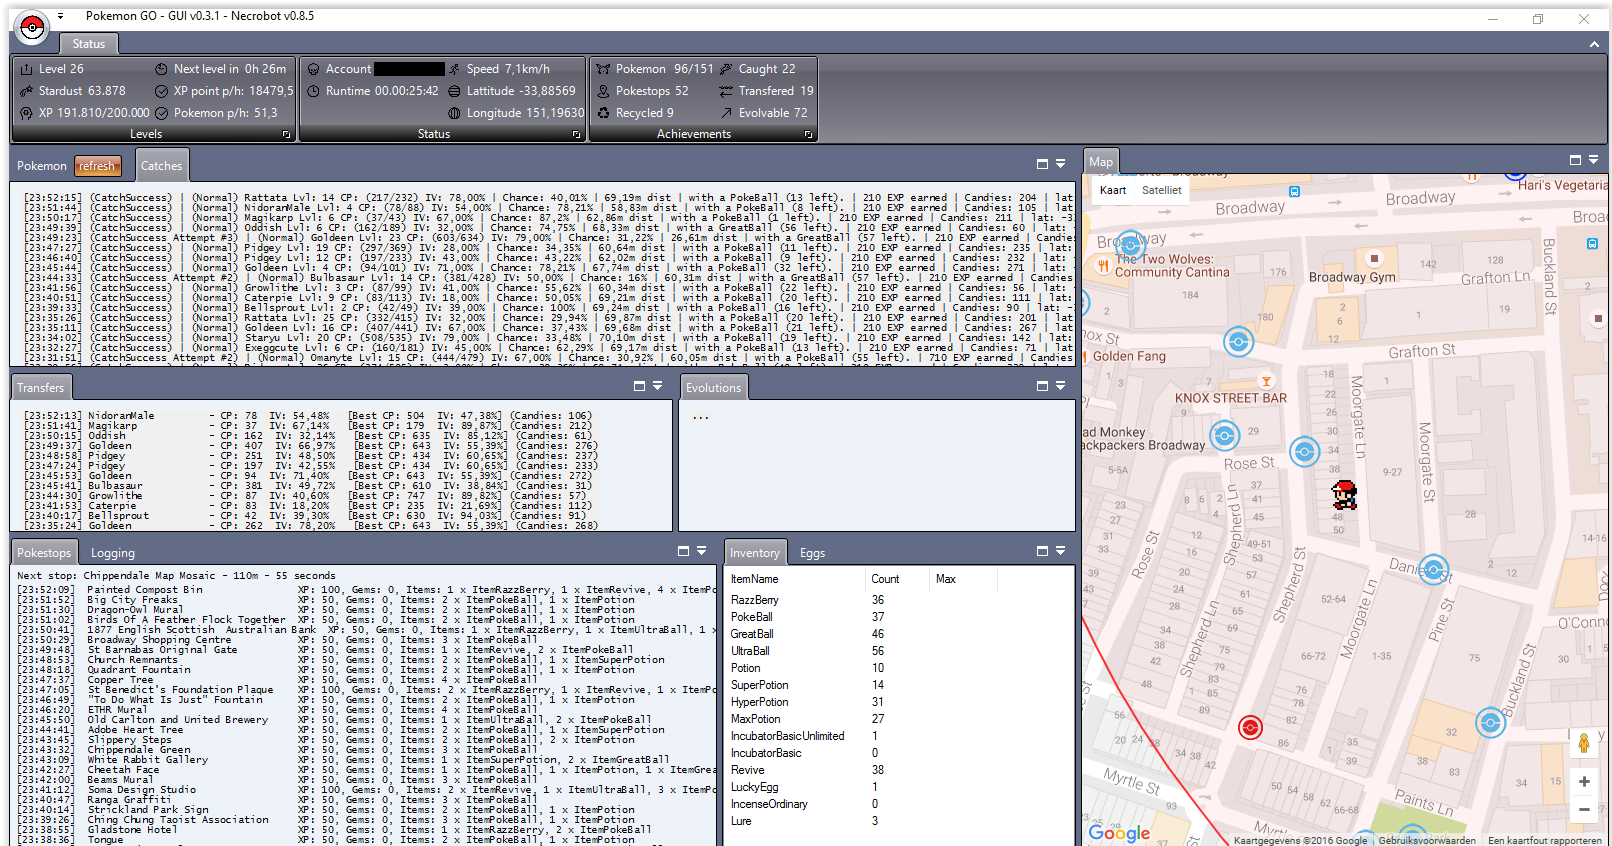 Pokemon GO - GUI v0.3.1 - Necrobot v0.8.5
Status
Level 26
Next level in 0h 26m
Stardust 63.878
XP point p/h: 18479,5
XP 191.810/200.000
Pokemon p/h: 51,3
Levels
Account
Speed 7,1km/h
Runtime 00.00:25:42
Lattitude -33,88569
Longitude 151,19630
Status
Pokemon 96/151
Caught 22
Pokestops 52
Transfered 19
Recycled 9
Evolvable 72
Achievements
Pokemon refresh Catches
[23:52:15] (CatchSuccess) | (Normal) Rattata Lvl: 14 CP: (217/232) IV: 78,00% | Chance: 40,01% | 69,19m dist | with a PokeBall (13 left). | 210 EXP earned | Candies: 204 | lat:
[23:51:44] (CatchSuccess) | (Normal) NidoranMale Lvl: 4 CP: (78/88) IV: 54,00% | Chance: 78,21% | 58,83m dist | with a PokeBall (8 left). | 210 EXP earned | Candies: 105 | lat:
[23:50:17] (CatchSuccess) | (Normal) Magikarp Lvl: 6 CP: (37/43) IV: 67,00% | Chance: 87,2% | 62,86m dist | with a PokeBall (1 left). | 210 EXP earned | Candies: 211 | lat: -3
[23:49:39] (CatchSuccess) | (Normal) Oddish Lvl: 6 CP: (162/189) IV: 32,00% | Chance: 74,75% | 68,33m dist | with a GreatBall (56 left). | 210 EXP earned | Candies: 60 | lat:
[23:49:23] (CatchSuccess Attempt #3) | (Normal) Goldeen Lvl: 23 CP: (603/634) IV: 79,00% | Chance: 31,22% | 26,61m dist | with a GreatBall (57 left). | 210 EXP earned | Candies:
[23:47:27] (CatchSuccess) | (Normal) Pidgey Lvl: 19 CP: (297/369) IV: 28,00% | Chance: 34,35% | 60,64m dist | with a PokeBall (11 left). | 210 EXP earned | Candies: 235 | lat:
[23:46:40] (CatchSuccess) | (Normal) Pidgey Lvl: 12 CP: (197/233) IV: 43,00% | Chance: 43,22% | 62,02m dist | with a PokeBall (9 left). | 210 EXP earned | Candies: 232 | lat:
[23:45:44] (CatchSuccess) | (Normal) Goldeen Lvl: 4 CP: (94/101) IV: 71,00% | Chance: 78,21% | 67,74m dist | with a PokeBall (32 left). | 210 EXP earned | Candies: 271 | lat:
[23:44:33] (CatchSuccess Attempt #2) | (Normal) Bulbasaur Lvl: 14 CP: (381/428) IV: 50,00% | Chance: 16% | 60,31m dist | with a GreatBall (57 left). | 210 EXP earned | Candies:
[23:41:56] (CatchSuccess) | (Normal) Growlithe Lvl: 3 CP: (87/99) IV: 41,00% | Chance: 55,62% | 60,34m dist | with a PokeBall (22 left). | 210 EXP earned | Candies: 56 | lat:
[23:40:51] (CatchSuccess) | (Normal) Caterpie Lvl: 9 CP: (83/113) IV: 18,00% | Chance: 50,05% | 69,21m dist | with a PokeBall (20 left). | 210 EXP earned | Candies: 111 | lat:
[23:39:33] (CatchSuccess) | (Normal) Bellsprout Lvl: 2 CP: (42/49) IV: 39,00% | Chance: 100% | 69,24m dist | with a PokeBall (16 left). | 210 EXP earned | Candies: 90 | lat:
[23:35:26] (CatchSuccess) | (Normal) Rattata Lvl: 25 CP: (332/415) IV: 32,00% | Chance: 29,94% | 69,87m dist | with a PokeBall (20 left). | 210 EXP earned | Candies: 201 | lat:
[23:35:11] (CatchSuccess) | (Normal) Goldeen Lvl: 16 CP: (407/441) IV: 67,00% | Chance: 37,43% | 69,68m dist | with a PokeBall (21 left). | 210 EXP earned | Candies: 267 | lat:
[23:34:02] (CatchSuccess) | (Normal) Staryu Lvl: 20 CP: (508/535) IV: 79,00% | Chance: 33,48% | 70,10m dist | with a PokeBall (19 left). | 210 EXP earned | Candies: 142 | lat:
[23:32:27] (CatchSuccess) | (Normal) Exeggcute Lvl: 6 CP: (160/181) IV: 45,00% | Chance: 62,29% | 69,17m dist | with a PokeBall (13 left). | 210 EXP earned | Candies: 71 | lat:
[23:31:51] (CatchSuccess Attempt #2) | (Normal) Omanyte Lvl: 15 CP: (444/479) IV: 67,00% | Chance: 30,92% | 60,05m dist | with a PokeBall (55 left). | 710 EXP earned | Candies:
Transfers
[23:52:13] NidoranMale - CP: 78 IV: 54,48% [Best CP: 504 IV: 47,38%] (Candies: 106)
[23:51:41] Magikarp - CP: 37 IV: 67,14% [Best CP: 179 IV: 89,87%] (Candies: 212)
[23:50:15] Oddish - CP: 162 IV: 32,14% [Best CP: 635 IV: 85,12%] (Candies: 61)
[23:49:37] Goldeen - CP: 407 IV: 66,97% [Best CP: 643 IV: 55,39%] (Candies: 276)
[23:48:58] Pidgey - CP: 251 IV: 48,50% [Best CP: 434 IV: 60,65%] (Candies: 237)
[23:47:24] Pidgey - CP: 197 IV: 42,55% [Best CP: 434 IV: 60,65%] (Candies: 233)
[23:45:53] Goldeen - CP: 94 IV: 71,40% [Best CP: 643 IV: 55,39%] (Candies: 272)
[23:45:41] Bulbasaur - CP: 381 IV: 49,72% [Best CP: 610 IV: 38,84%] (Candies: 31)
[23:44:30] Growlithe - CP: 87 IV: 40,60% [Best CP: 747 IV: 89,82%] (Candies: 57)
[23:41:53] Caterpie - CP: 83 IV: 18,20% [Best CP: 235 IV: 21,69%] (Candies: 112)
[23:40:17] Bellsprout - CP: 42 IV: 39,30% [Best CP: 630 IV: 94,03%] (Candies: 91)
[23:35:24] Goldeen - CP: 262 IV: 78,20% [Best CP: 643 IV: 55,39%] (Candies: 268)
Evolutions
...
Pokestops Logging
Next stop: Chippendale Map Mosaic - 110m - 55 seconds
[23:52:09] Painted Compost Bin XP: 100, Gems: 0, Items: 1 x ItemRazzBerry, 1 x ItemRevive, 4 x ItemPo
[23:51:52] Big City Freaks XP: 50, Gems: 0, Items: 2 x ItemPokeBall, 1 x ItemPotion
[23:51:30] Dragon-Owl Mural XP: 50, Gems: 0, Items: 2 x ItemPokeBall, 1 x ItemPotion
[23:51:02] Birds Of A Feather Flock Together XP: 50, Gems: 0, Items: 2 x ItemPokeBall, 1 x ItemPotion
[23:50:41] 1877 English Scottish Australian Bank XP: 50, Gems: 0, Items: 1 x ItemRazzBerry, 1 x ItemUltraBall, 1 x
[23:50:29] Broadway Shopping Centre XP: 50, Gems: 0, Items: 3 x ItemPokeBall
[23:49:48] St Barnabas Original Gate XP: 50, Gems: 0, Items: 1 x ItemRevive, 2 x ItemPokeBall
[23:48:53] Church Remnants XP: 50, Gems: 0, Items: 2 x ItemPokeBall, 1 x ItemSuperPotion
[23:48:18] Quadrant Fountain XP: 50, Gems: 0, Items: 2 x ItemPokeBall, 1 x ItemPotion
[23:47:37] Copper Tree XP: 50, Gems: 0, Items: 4 x ItemPokeBall
[23:47:05] St Benedict's Foundation Plaque XP: 100, Gems: 0, Items: 2 x ItemRazzBerry, 1 x ItemRevive, 1 x ItemPo
[23:46:49] "To Do What Is Just" Fountain XP: 50, Gems: 0, Items: 2 x ItemPokeBall, 1 x ItemPotion
[23:46:20] ETHR Mural XP: 50, Gems: 0, Items: 4 x ItemPokeBall
[23:45:50] Old Carlton and United Brewery XP: 50, Gems: 0, Items: 1 x ItemUltraBall, 2 x ItemPokeBall
[23:44:41] Adobe Heart Tree XP: 50, Gems: 0, Items: 2 x ItemPokeBall, 1 x ItemSuperPotion
[23:43:45] Slippery Steps XP: 50, Gems: 0, Items: 2 x ItemPokeBall, 1 x ItemPotion
[23:43:32] Chippendale Green XP: 50, Gems: 0, Items: 3 x ItemPokeBall
[23:43:09] White Rabbit Gallery XP: 50, Gems: 0, Items: 1 x ItemSuperPotion, 2 x ItemGreatBall
[23:42:27] Cheetah Face XP: 50, Gems: 0, Items: 1 x ItemPokeBall, 1 x ItemPotion, 1 x ItemGrea
[23:42:00] Beams Mural XP: 50, Gems: 0, Items: 3 x ItemPokeBall
[23:41:12] Soma Design Studio XP: 100, Gems: 0, Items: 2 x ItemRevive, 1 x ItemUltraBall, 3 x ItemPo
[23:40:47] Ranga Graffiti XP: 50, Gems: 0, Items: 3 x ItemPokeBall
[23:40:14] Strickland Park Sign XP: 50, Gems: 0, Items: 2 x ItemPokeBall, 1 x ItemPotion
[23:39:26] Ching Chung Taoist Association XP: 50, Gems: 0, Items: 3 x ItemPokeBall, 1 x ItemPotion
[23:38:55] Gladstone Hotel XP: 50, Gems: 0, Items: 1 x ItemRazzBerry, 2 x ItemPokeBall
[23:38:36] Tongue XP: 50, Gems: 0, Items: 2 x ItemPokeBall, 1 x ItemPotion
Inventory Eggs
ItemName Count Max
RazzBerry 36
PokeBall 37
GreatBall 46
UltraBall 56
Potion 10
SuperPotion 14
HyperPotion 31
MaxPotion 27
IncubatorBasicUnlimited 1
IncubatorBasic 0
Revive 38
LuckyEgg 1
IncenseOrdinary 0
Lure 3
Map
Kaart Satelliet
Hari's Vegetaria
Broadway
Broadway
Broadway
Broadway
The Two Wolves:
Community Cantina
Broadway Gym
Grafton Ln
Buckland St
Knox St
Golden Fang
Grafton St
KNOX STREET BAR
Moorgate Ln
Moorgate St
ad Monkey
ackpackers Broadway
Rose St
Rose St
Shepherd Ln
Shepherd St
Daniels St
Shepherd Ln
Moorgate Ln
Pine St
Buckland St
O'Conno
Myrtle St
Myrtle
Paints Ln
Google
Kaartgegevens ©2016 Google
Gebruiksvoorwaarden
Een kaartfout rapporteren